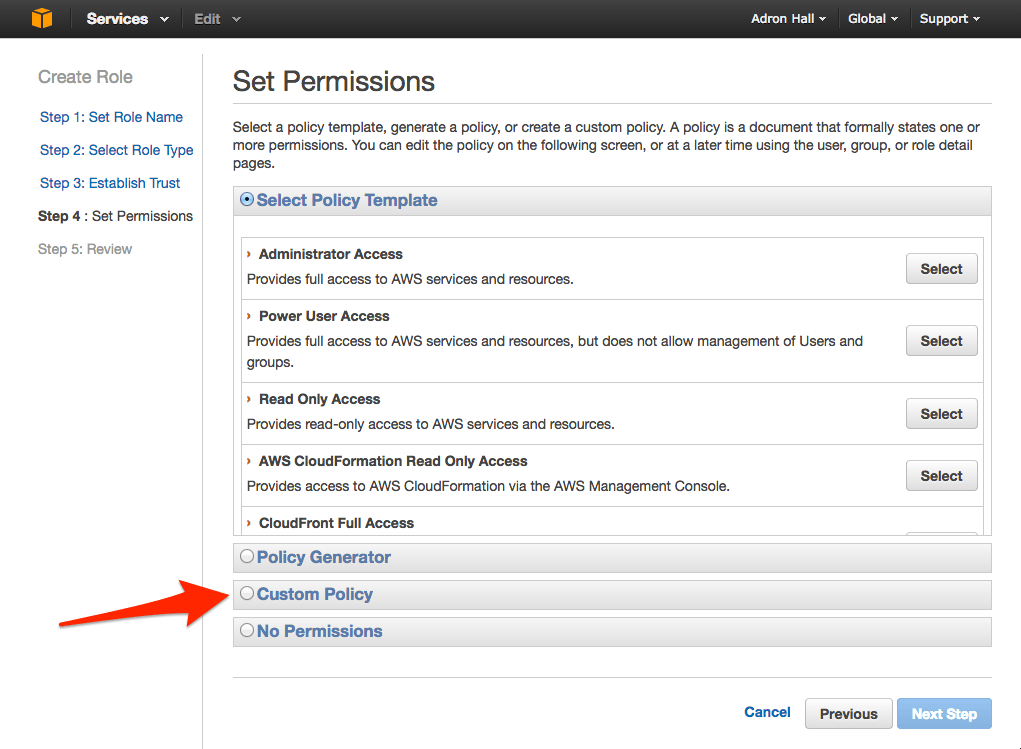 Services Edit Adron Hall Global Support
Create Role
Step 1: Set Role Name
Step 2: Select Role Type
Step 3: Establish Trust
Step 4 : Set Permissions
Step 5: Review
Set Permissions
Select a policy template, generate a policy, or create a custom policy. A policy is a document that formally states one or
more permissions. You can edit the policy on the following screen, or at a later time using the user, group, or role detail
pages.
Select Policy Template
Administrator Access
Provides full access to AWS services and resources.
Select
Power User Access
Provides full access to AWS services and resources, but does not allow management of Users and
groups.
Select
Read Only Access
Provides read-only access to AWS services and resources.
Select
AWS CloudFormation Read Only Access
Provides access to AWS CloudFormation via the AWS Management Console.
Select
CloudFront Full Access
Policy Generator
Custom Policy
No Permissions
Cancel Previous Next Step